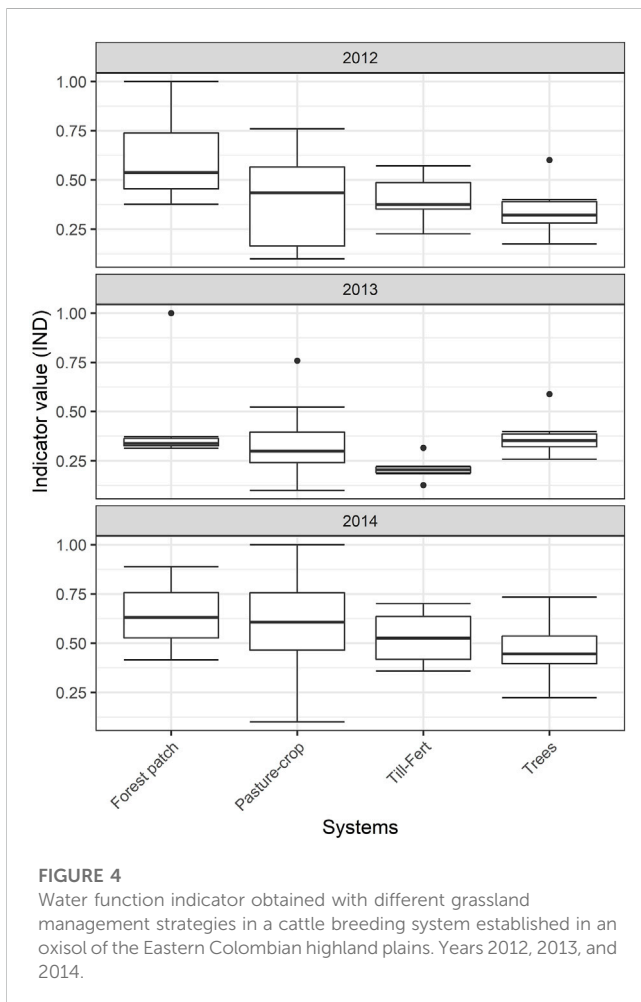 2012
1.00
0.75
0.50
0.25
2013
1.00
0.75
0.50
0.25
2014
1.00
0.75
0.50
0.25
Indicator value (IND)
Forest patch
Pasture-crop
Till-Fert
Trees
Systems
FIGURE 4
Water function indicator obtained with different grassland
management strategies in a cattle breeding system established in an
oxisol of the Eastern Colombian highland plains. Years 2012, 2013, and
2014.